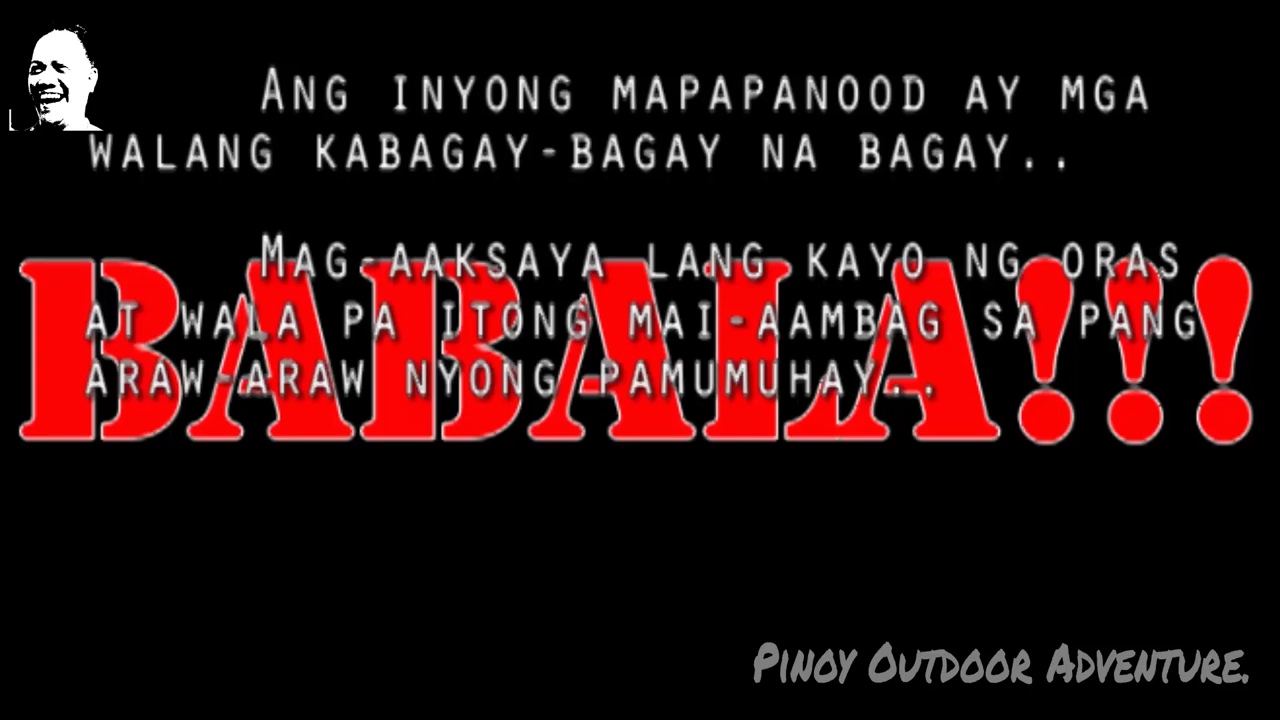 Ang inyong mapapanood ay mga
walang kabagay-bagay na bagay..
Mag-aaksaya lang kayo ng oras
at wala pa itong mai-aambag sa pang
araw-araw nyong pamumuhay..
BABALA!!!
Pinoy Outdoor Adventure.